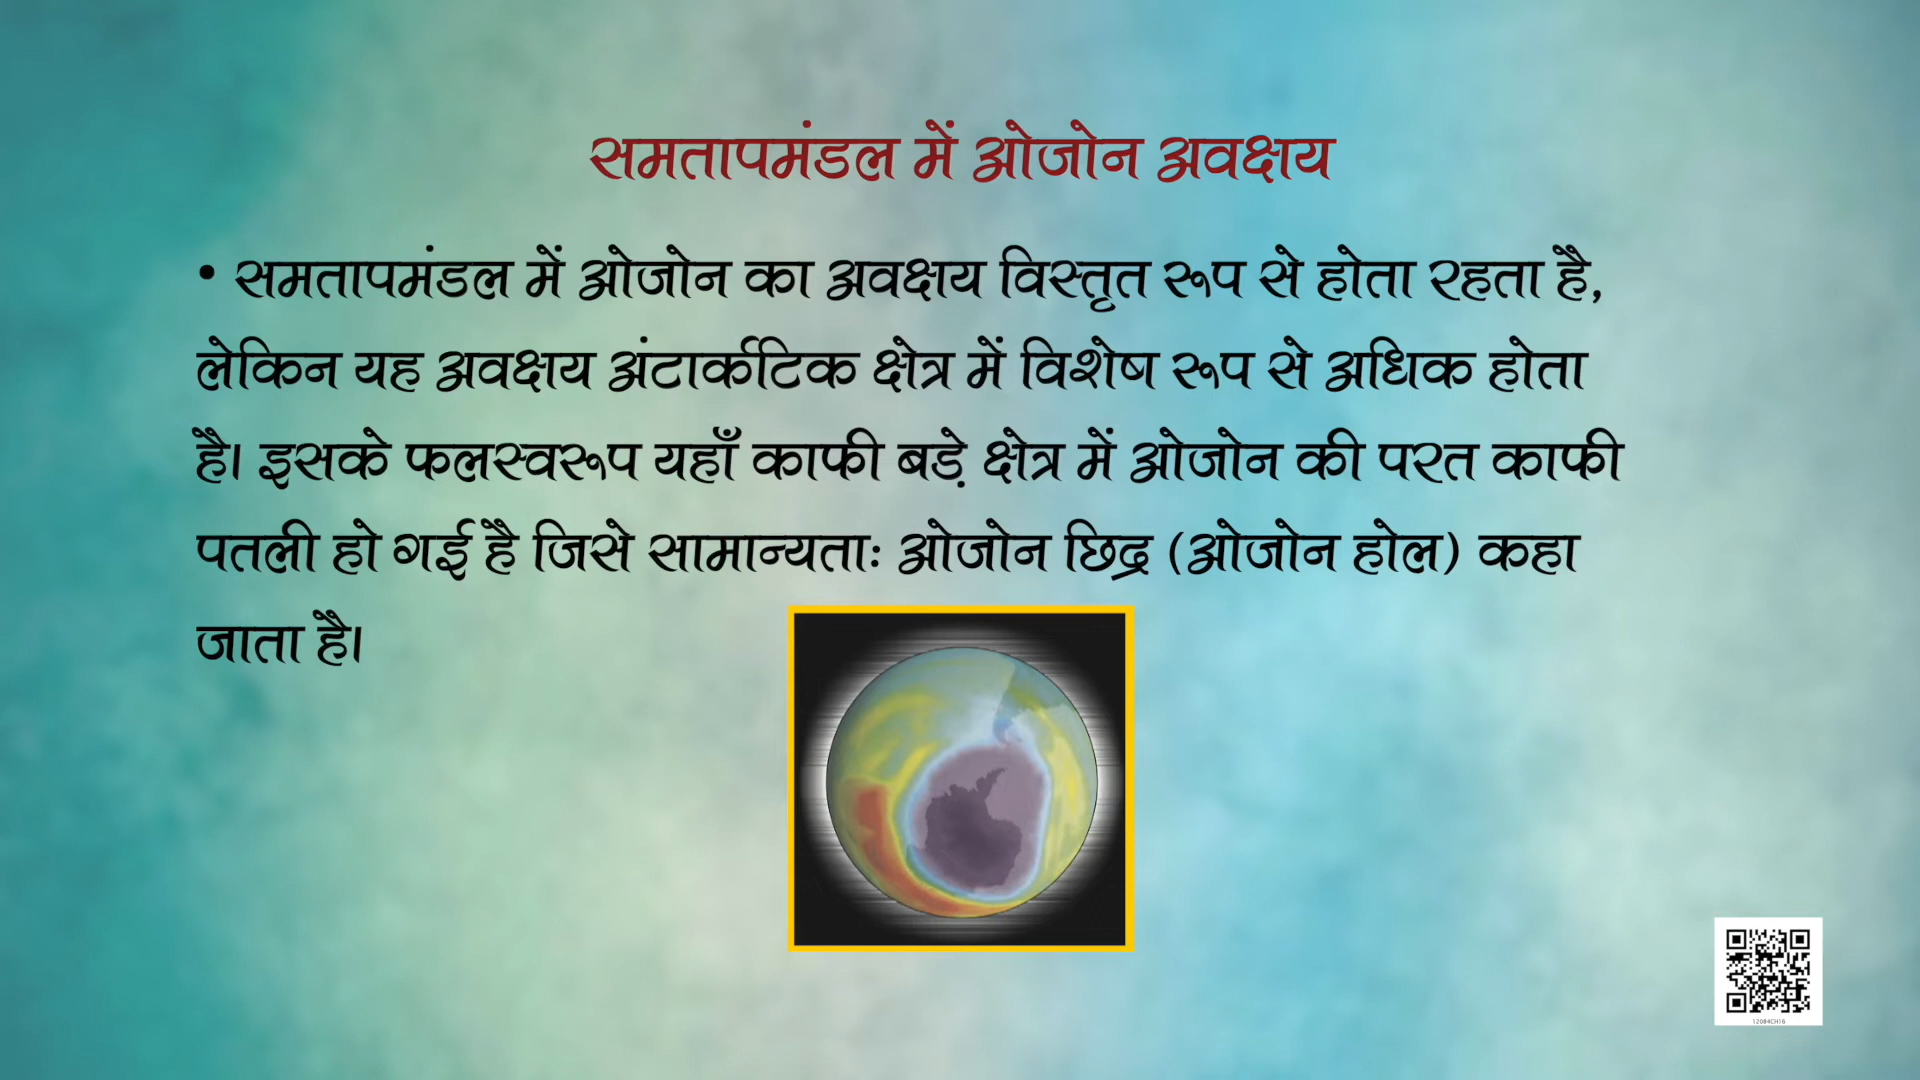 समतापमंडल में ओजोन अवक्षय
• समतापमंडल में ओजोन का अवक्षय विस्तृत रूप से होता रहता है,
लेकिन यह अवक्षय अंटार्कटिक क्षेत्र में विशेष रूप से अधिक होता
है। इसके फलस्वरूप यहाँ काफी बड़े क्षेत्र में ओजोन की परत काफी
पतली हो गई है जिसे सामान्यताः ओजोन छिद्र (ओजोन होल) कहा
जाता है।
12084CH16